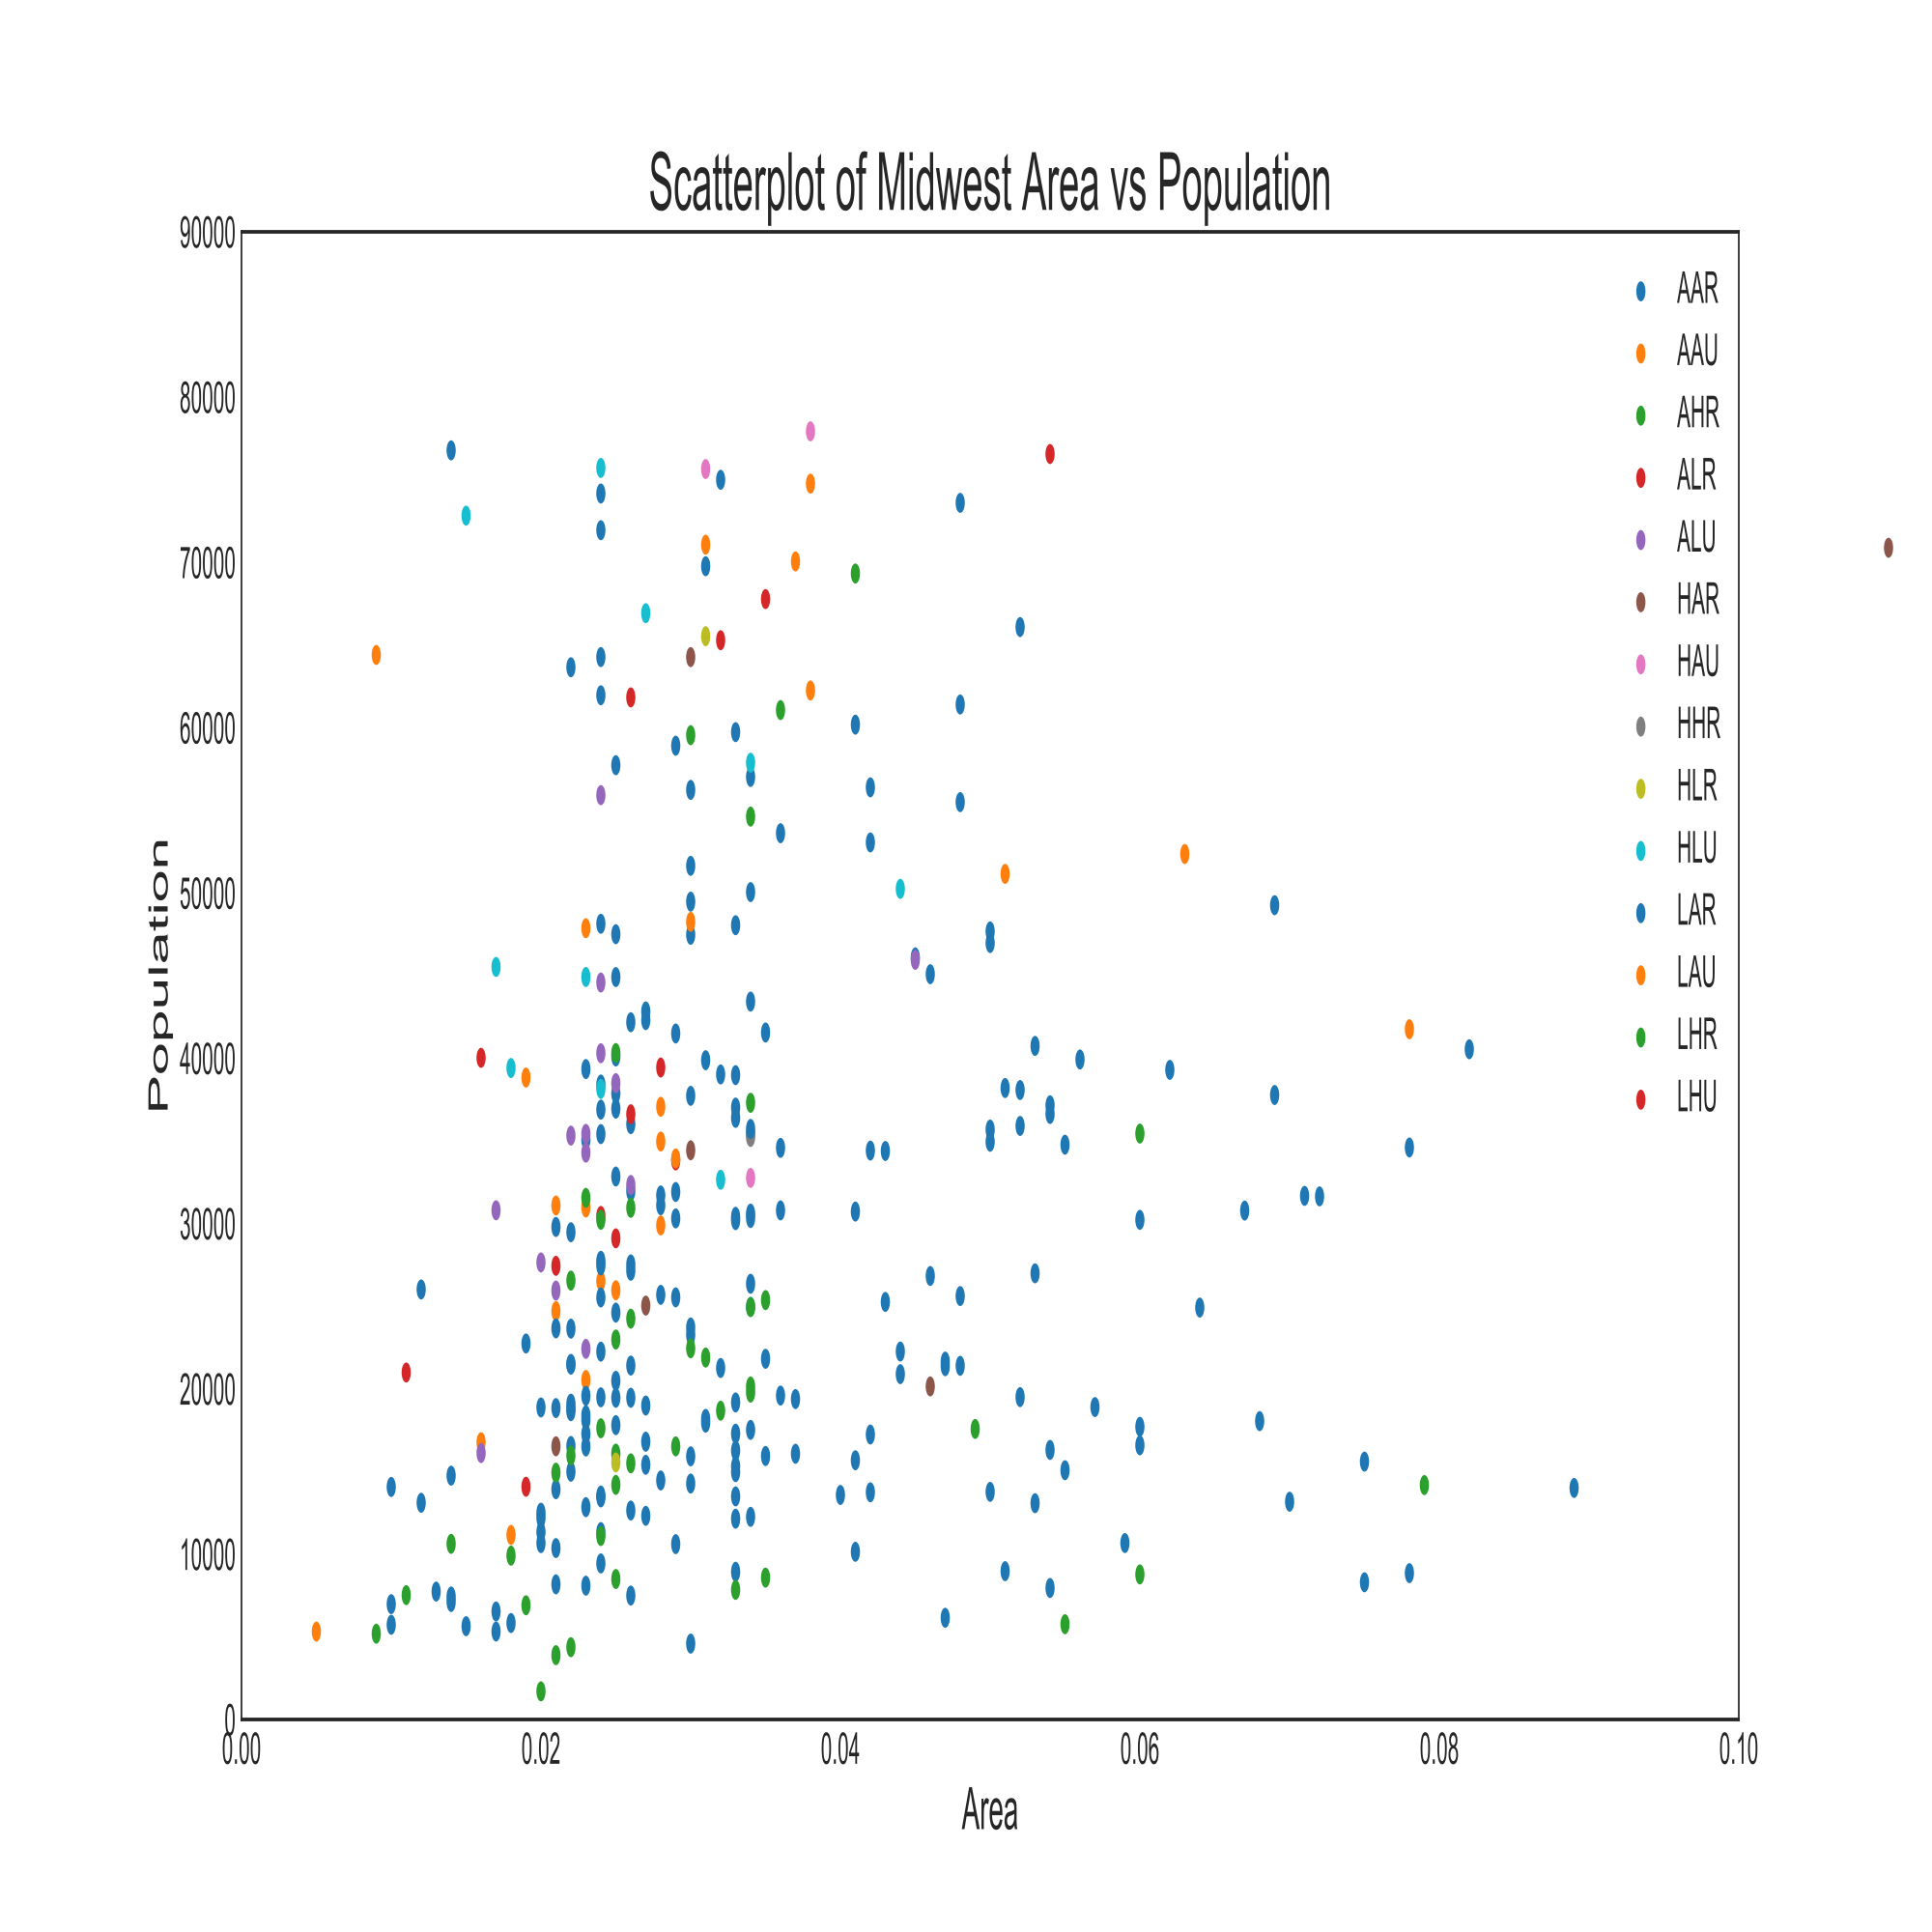 Scatterplot of Midwest Area vs Population
90000
80000
70000
60000
50000
40000
30000
20000
10000
0
Population
0.00 0.02 0.04 0.06 0.08 0.10
Area
AAR
AAU
AHR
ALR
ALU
HAR
HAU
HHR
HLR
HLU
LAR
LAU
LHR
LHU